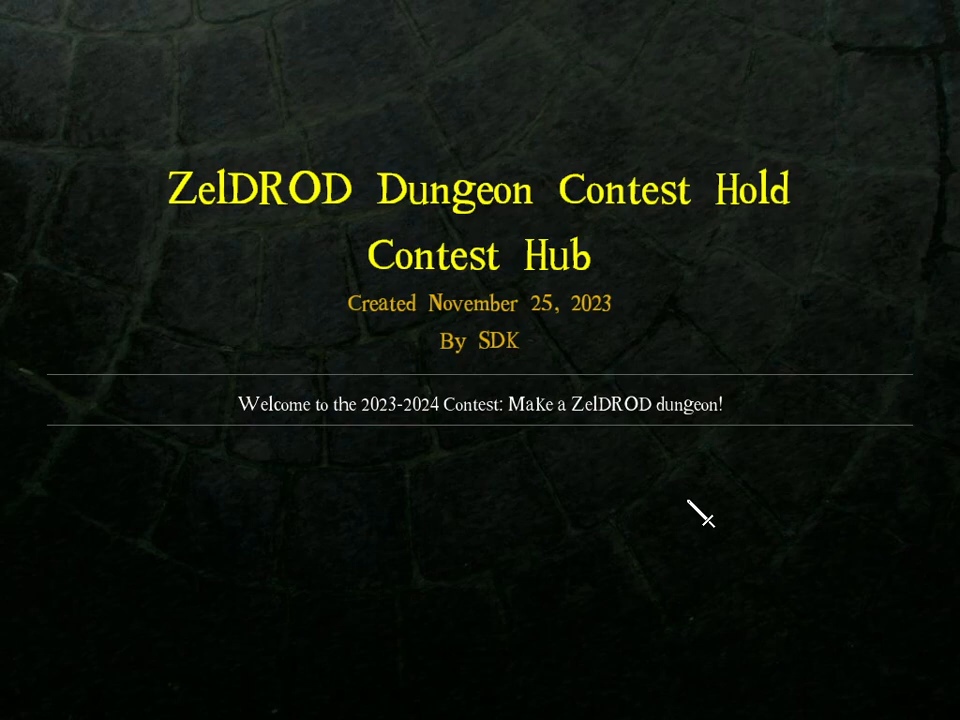 ZelDROD Dungeon Contest Hold
Contest Hub
Created November 25, 2023
By SDK
Welcome to the 2023-2024 Contest: Make a ZelDROD dungeon!